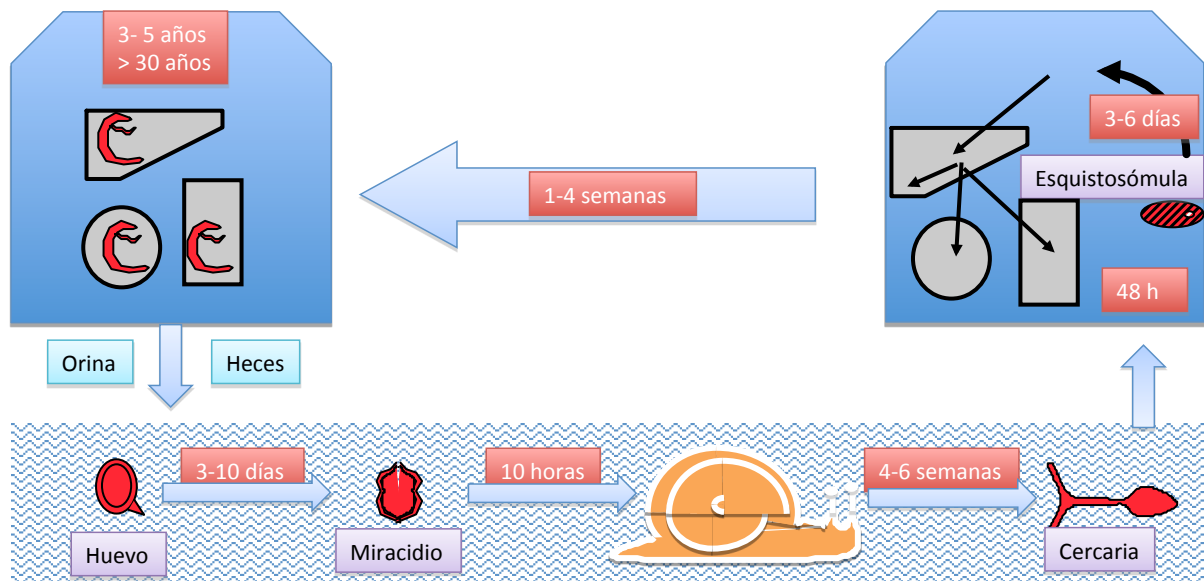 3- 5 años
> 30 años
3-6 días
Esquistosómula
1-4 semanas
48 h
Orina
Heces
3-10 días
10 horas
4-6 semanas
Huevo
Miracidio
Cercaria